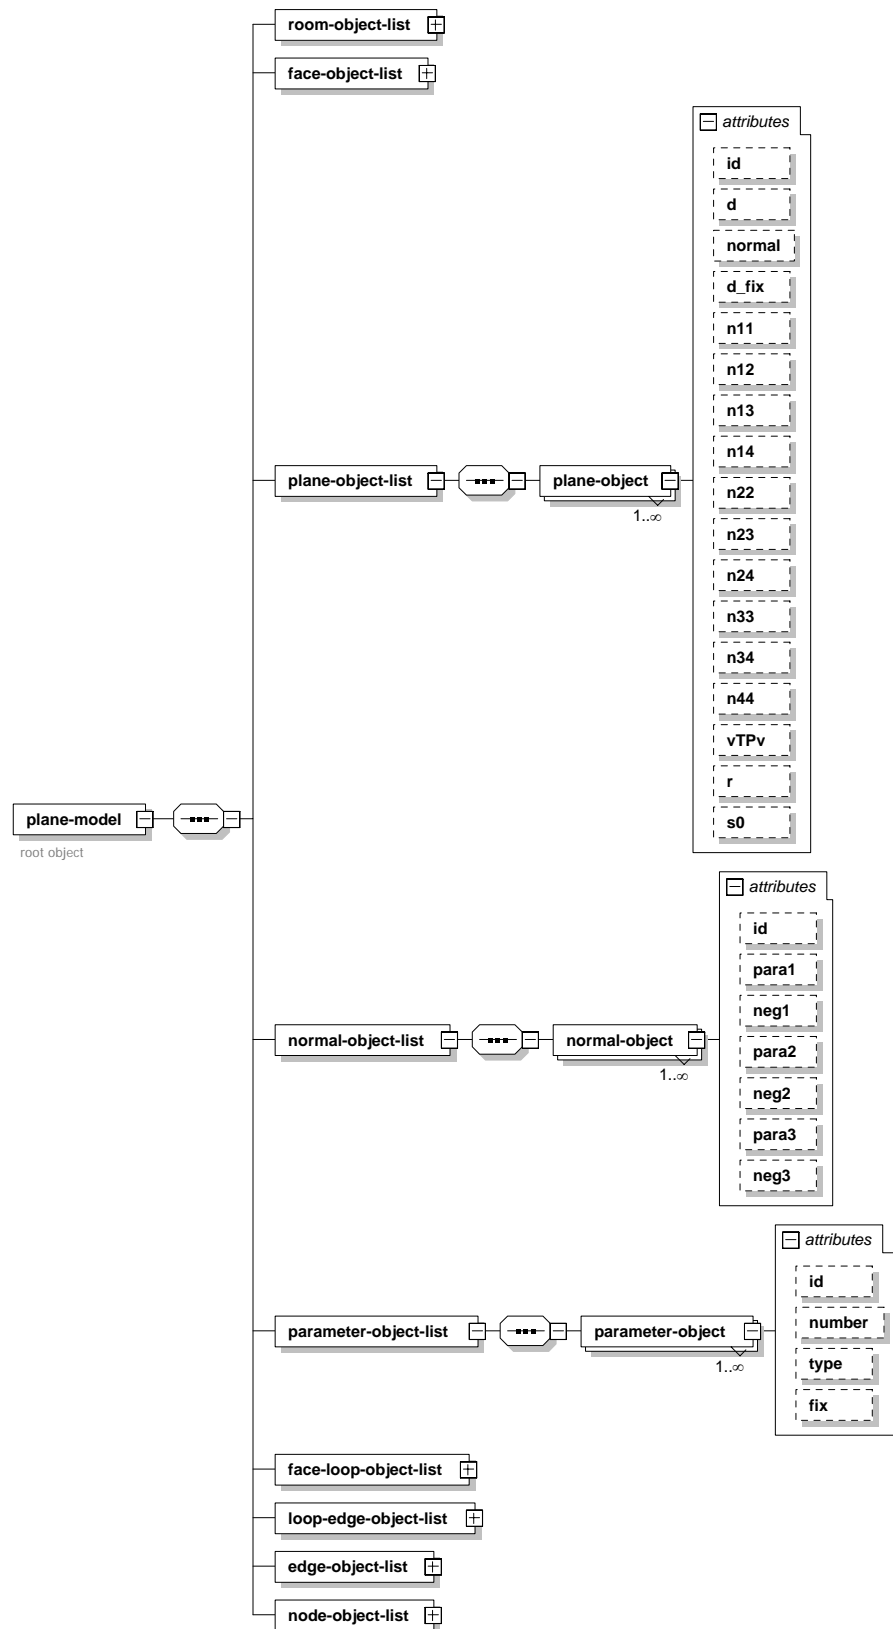 room-object-list
face-object-list
attributes
id
d
normal
d_fix
n11
n12
n13
n14
plane-object-list
plane-object
1..∞
n22
n23
n24
n33
n34
n44
vTPv
r
s0
plane-model
root object
attributes
id
para1
neg1
normal-object-list
normal-object
1..∞
para2
neg2
para3
neg3
attributes
id
number
parameter-object-list
parameter-object
1..∞
type
fix
face-loop-object-list
loop-edge-object-list
edge-object-list
node-object-list